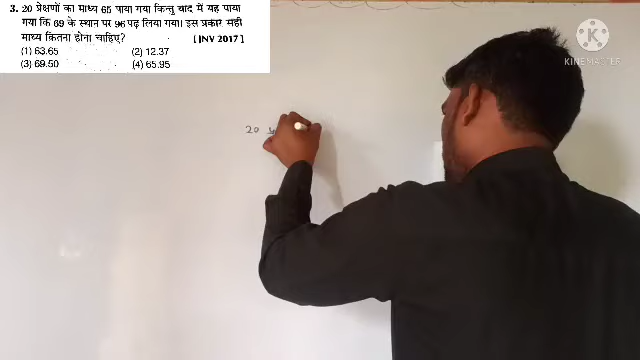 3. 20 प्रेक्षणों का माध्य 65 पाया गया किन्तु बाद में यह पाया
गया कि 69 के स्थान पर 96 पढ़ लिया गया। इस प्रकार सही
माध्य कितना होना चाहिए? [JNV 2017]
(1) 63.65 (2) 12.37
(3) 69.50 (4) 65.95
KINEMASTER
20